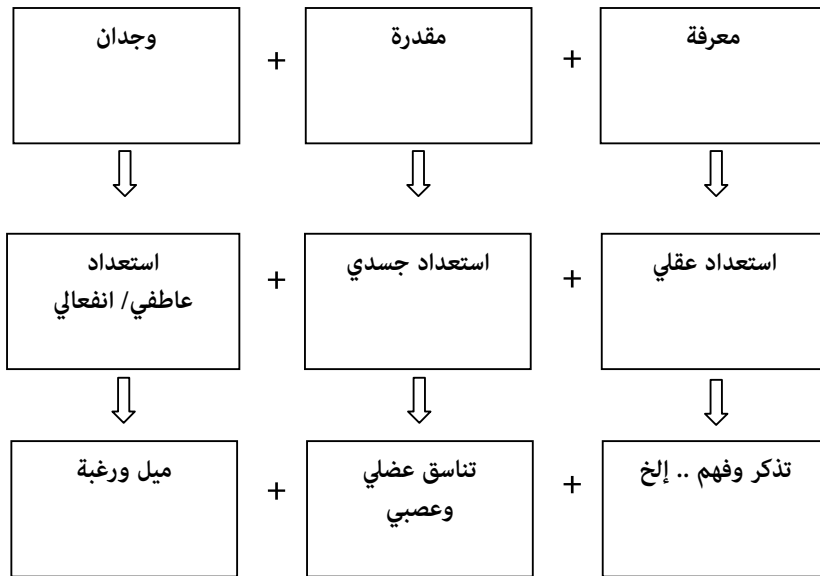 معرفة + مقدرة + وجدان
استعداد عقلي + استعداد جسدي + استعداد
عاطفي/ انفعالي
تذكر وفهم .. إلخ + تناسق عضلي + ميل ورغبة
وعصبي